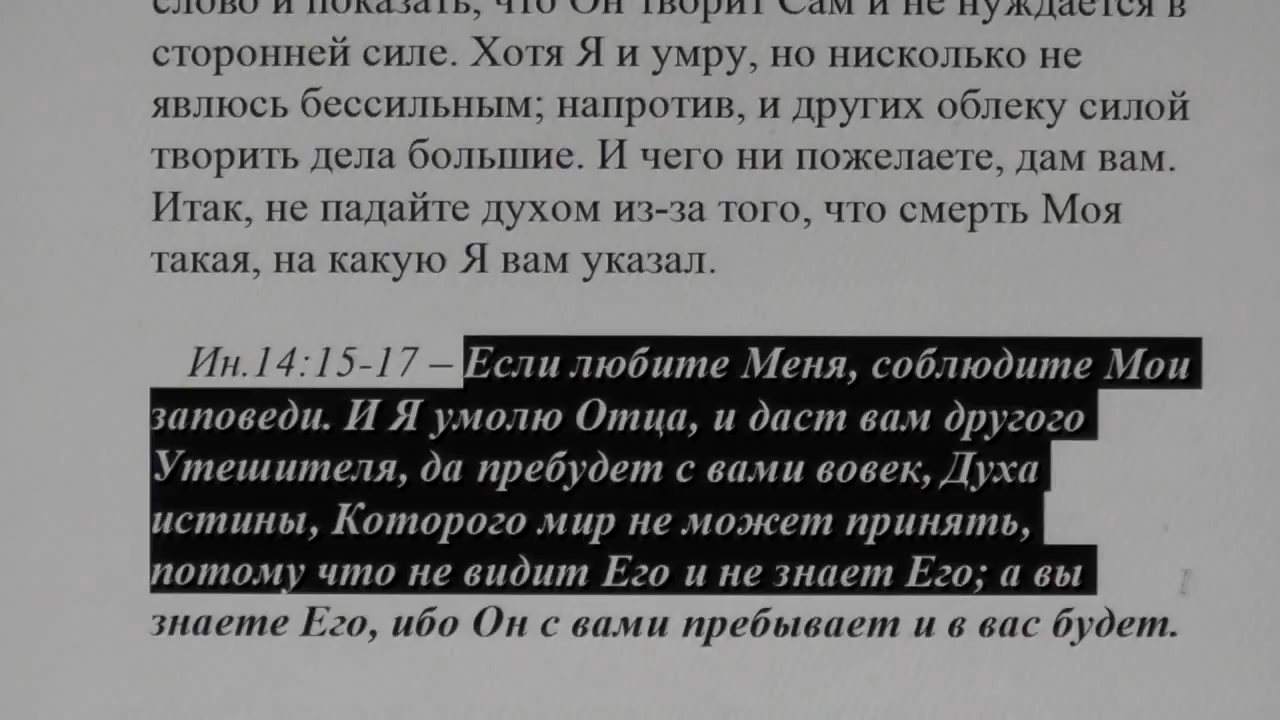 слово и показать, что Он творит Сам и не нуждается в
сторонней силе. Хотя Я и умру, но нисколько не
являюсь бессильным; напротив, и других облеку силой
творить дела большие. И чего ни пожелаете, дам вам.
Итак, не падайте духом из-за того, что смерть Моя
такая, на какую Я вам указал.
Ин.14:15-17 – Если любите Меня, соблюдите Мои
заповеди. И Я умолю Отца, и даст вам другого
Утешителя, да пребудет с вами вовек, Духа
истины, Которого мир не может принять,
потому что не видит Его и не знает Его; а вы
знаете Его, ибо Он с вами пребывает и в вас будет.